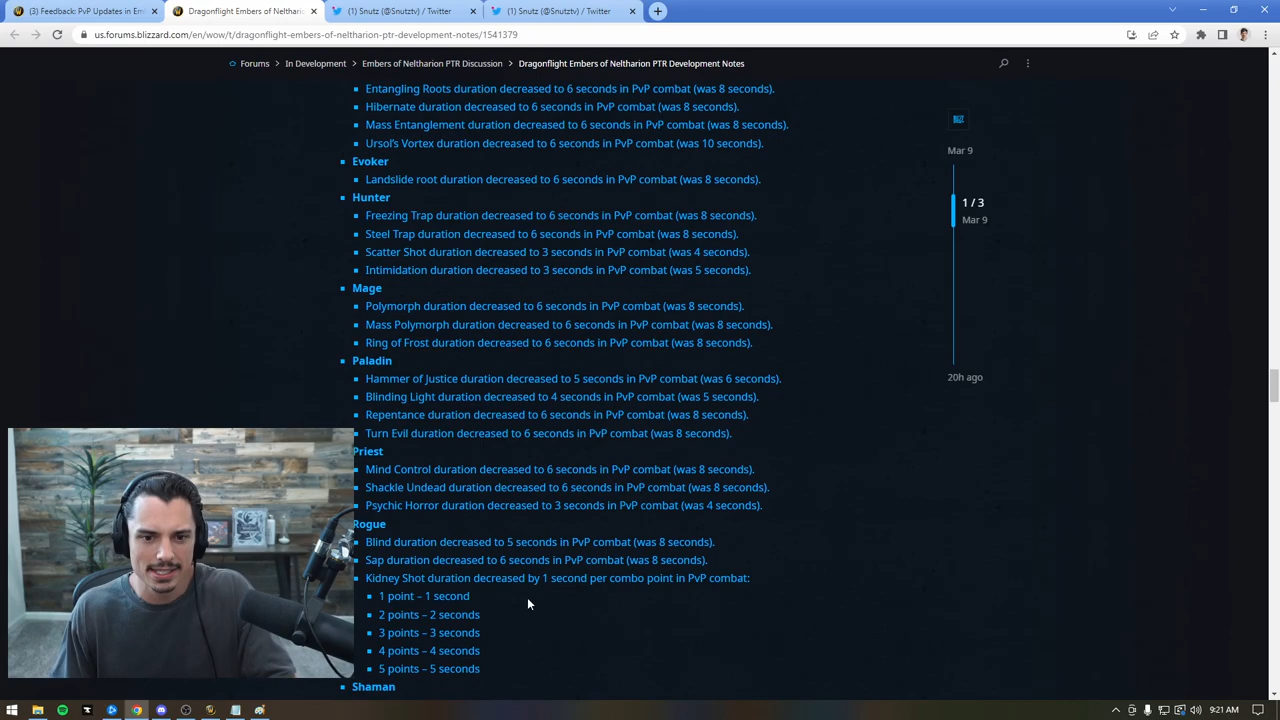 (3) Feedback: PvP Updates in Em
Dragonflight Embers of Neltharion
(1) Snutz (@Snutztv) / Twitter
(1) Snutz (@Snutztv) / Twitter
us.forums.blizzard.com/en/wow/t/dragonflight-embers-of-neltharion-ptr-development-notes/1541379
Forums > In Development > Embers of Neltharion PTR Discussion > Dragonflight Embers of Neltharion PTR Development Notes
Entangling Roots duration decreased to 6 seconds in PvP combat (was 8 seconds).
Hibernate duration decreased to 6 seconds in PvP combat (was 8 seconds).
Mass Entanglement duration decreased to 6 seconds in PvP combat (was 8 seconds).
Ursol's Vortex duration decreased to 6 seconds in PvP combat (was 10 seconds).
Evoker
Landslide root duration decreased to 6 seconds in PvP combat (was 8 seconds).
Hunter
Freezing Trap duration decreased to 6 seconds in PvP combat (was 8 seconds).
Steel Trap duration decreased to 6 seconds in PvP combat (was 8 seconds).
Scatter Shot duration decreased to 3 seconds in PvP combat (was 4 seconds).
Intimidation duration decreased to 3 seconds in PvP combat (was 5 seconds).
Mage
Polymorph duration decreased to 6 seconds in PvP combat (was 8 seconds).
Mass Polymorph duration decreased to 6 seconds in PvP combat (was 8 seconds).
Ring of Frost duration decreased to 6 seconds in PvP combat (was 8 seconds).
Paladin
Hammer of Justice duration decreased to 5 seconds in PvP combat (was 6 seconds).
Blinding Light duration decreased to 4 seconds in PvP combat (was 5 seconds).
Repentance duration decreased to 6 seconds in PvP combat (was 8 seconds).
Turn Evil duration decreased to 6 seconds in PvP combat (was 8 seconds).
Priest
Mind Control duration decreased to 6 seconds in PvP combat (was 8 seconds).
Shackle Undead duration decreased to 6 seconds in PvP combat (was 8 seconds).
Psychic Horror duration decreased to 3 seconds in PvP combat (was 4 seconds).
Rogue
Blind duration decreased to 5 seconds in PvP combat (was 8 seconds).
Sap duration decreased to 6 seconds in PvP combat (was 8 seconds).
Kidney Shot duration decreased by 1 second per combo point in PvP combat:
1 point – 1 second
2 points – 2 seconds
3 points – 3 seconds
4 points – 4 seconds
5 points – 5 seconds
Shaman
Mar 9
1 / 3
Mar 9
20h ago
9:21 AM